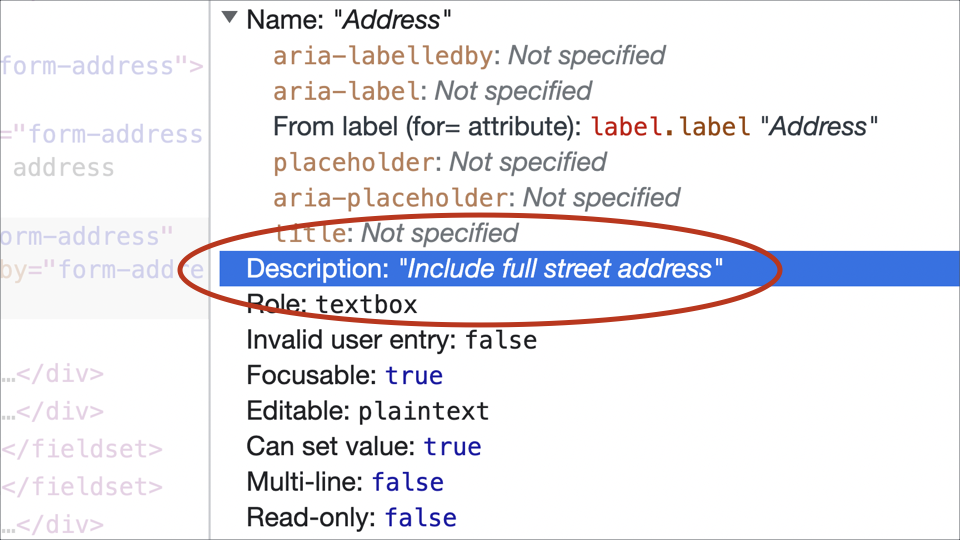 Name: "Address"
aria-labelledby: Not specified
form-address">
aria-label: Not specified
="form-address
From label (for= attribute): label.label "Address"
address
placeholder: Not specified
aria-placeholder: Not specified
orm-address"
title: Not specified
by="form-addre
Description: "Include full street address"
Role: textbox
Invalid user entry: false
…</div>
Focusable: true
…</div>
Editable: plaintext
</fieldset>
Can set value: true
</fieldset>
Multi-line: false
…</div>
Read-only: false